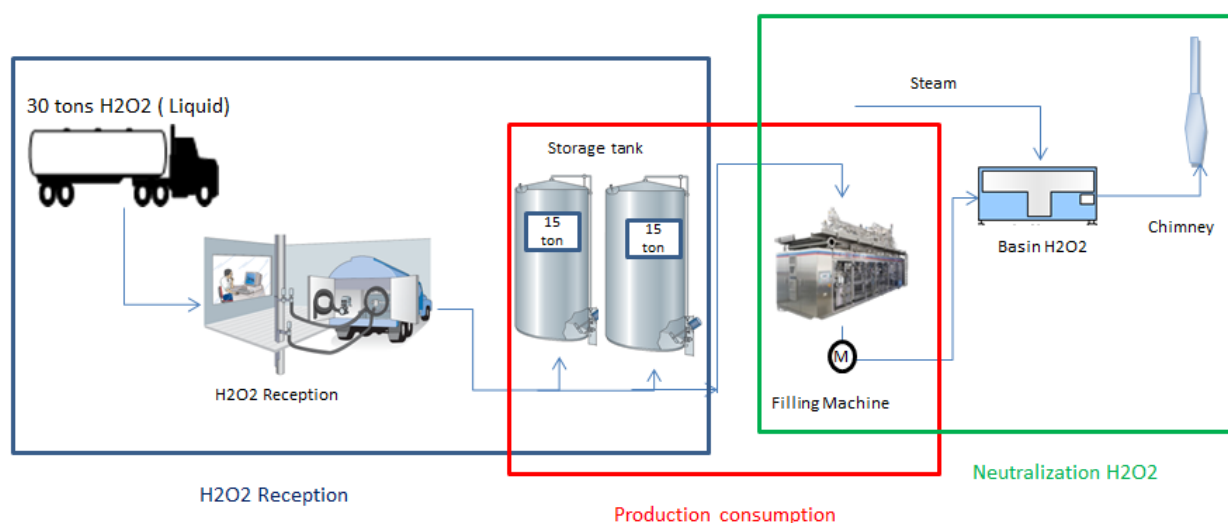 30 tons H2O2 ( Liquid)
Steam
Storage tank
15
ton
15
ton
Basin H2O2
Chimney
M
H2O2 Reception
Filling Machine
Neutralization H2O2
H2O2 Reception
Production consumption